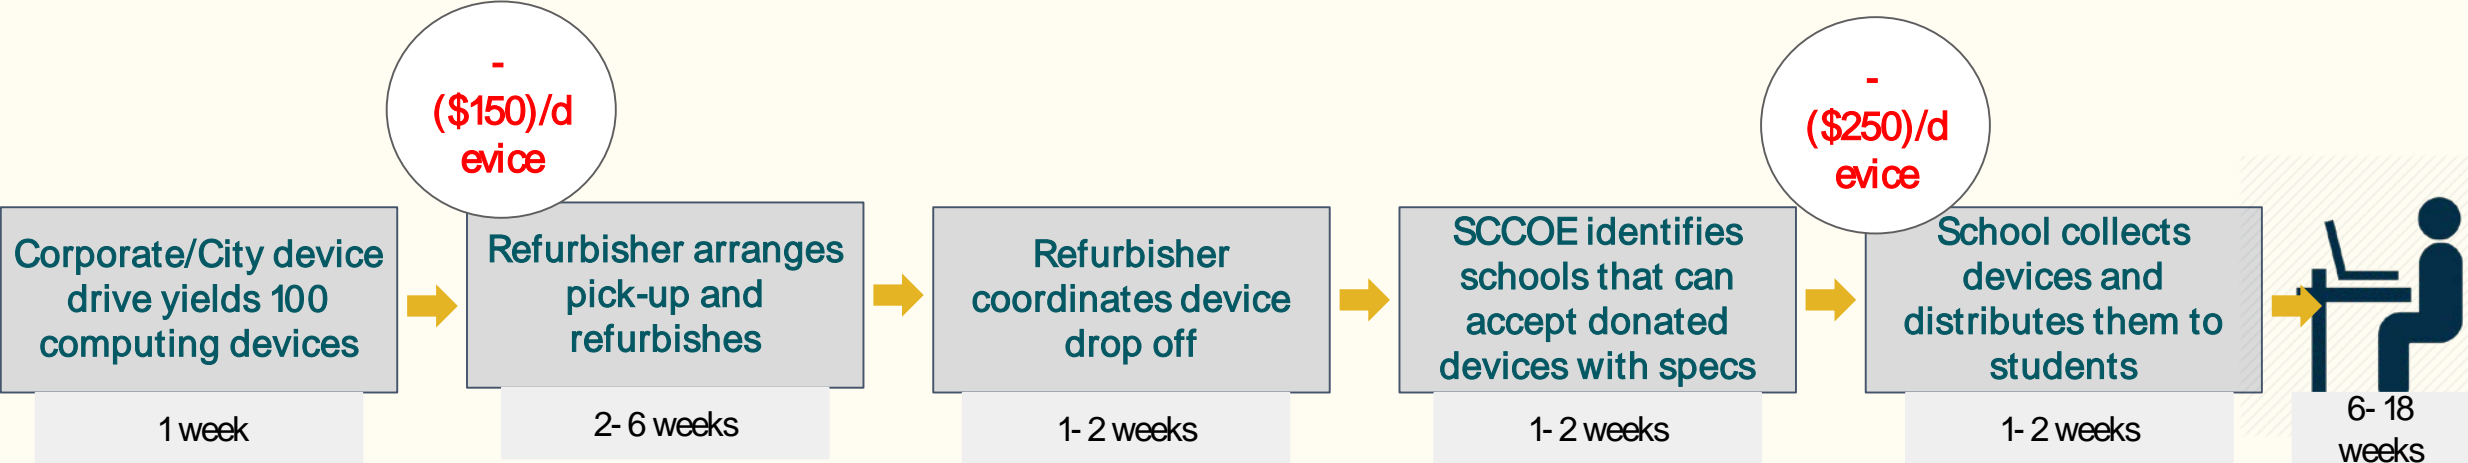 -
($150)/d
evice
-
($250)/d
evice
Corporate/City device
drive yields 100
computing devices
1 week
Refurbisher arranges
pick-up and
refurbishes
2- 6 weeks
Refurbisher
coordinates device
drop off
1- 2 weeks
SCCOE identifies
schools that can
accept donated
devices with specs
1- 2 weeks
School collects
devices and
distributes them to
students
1- 2 weeks
6- 18
weeks